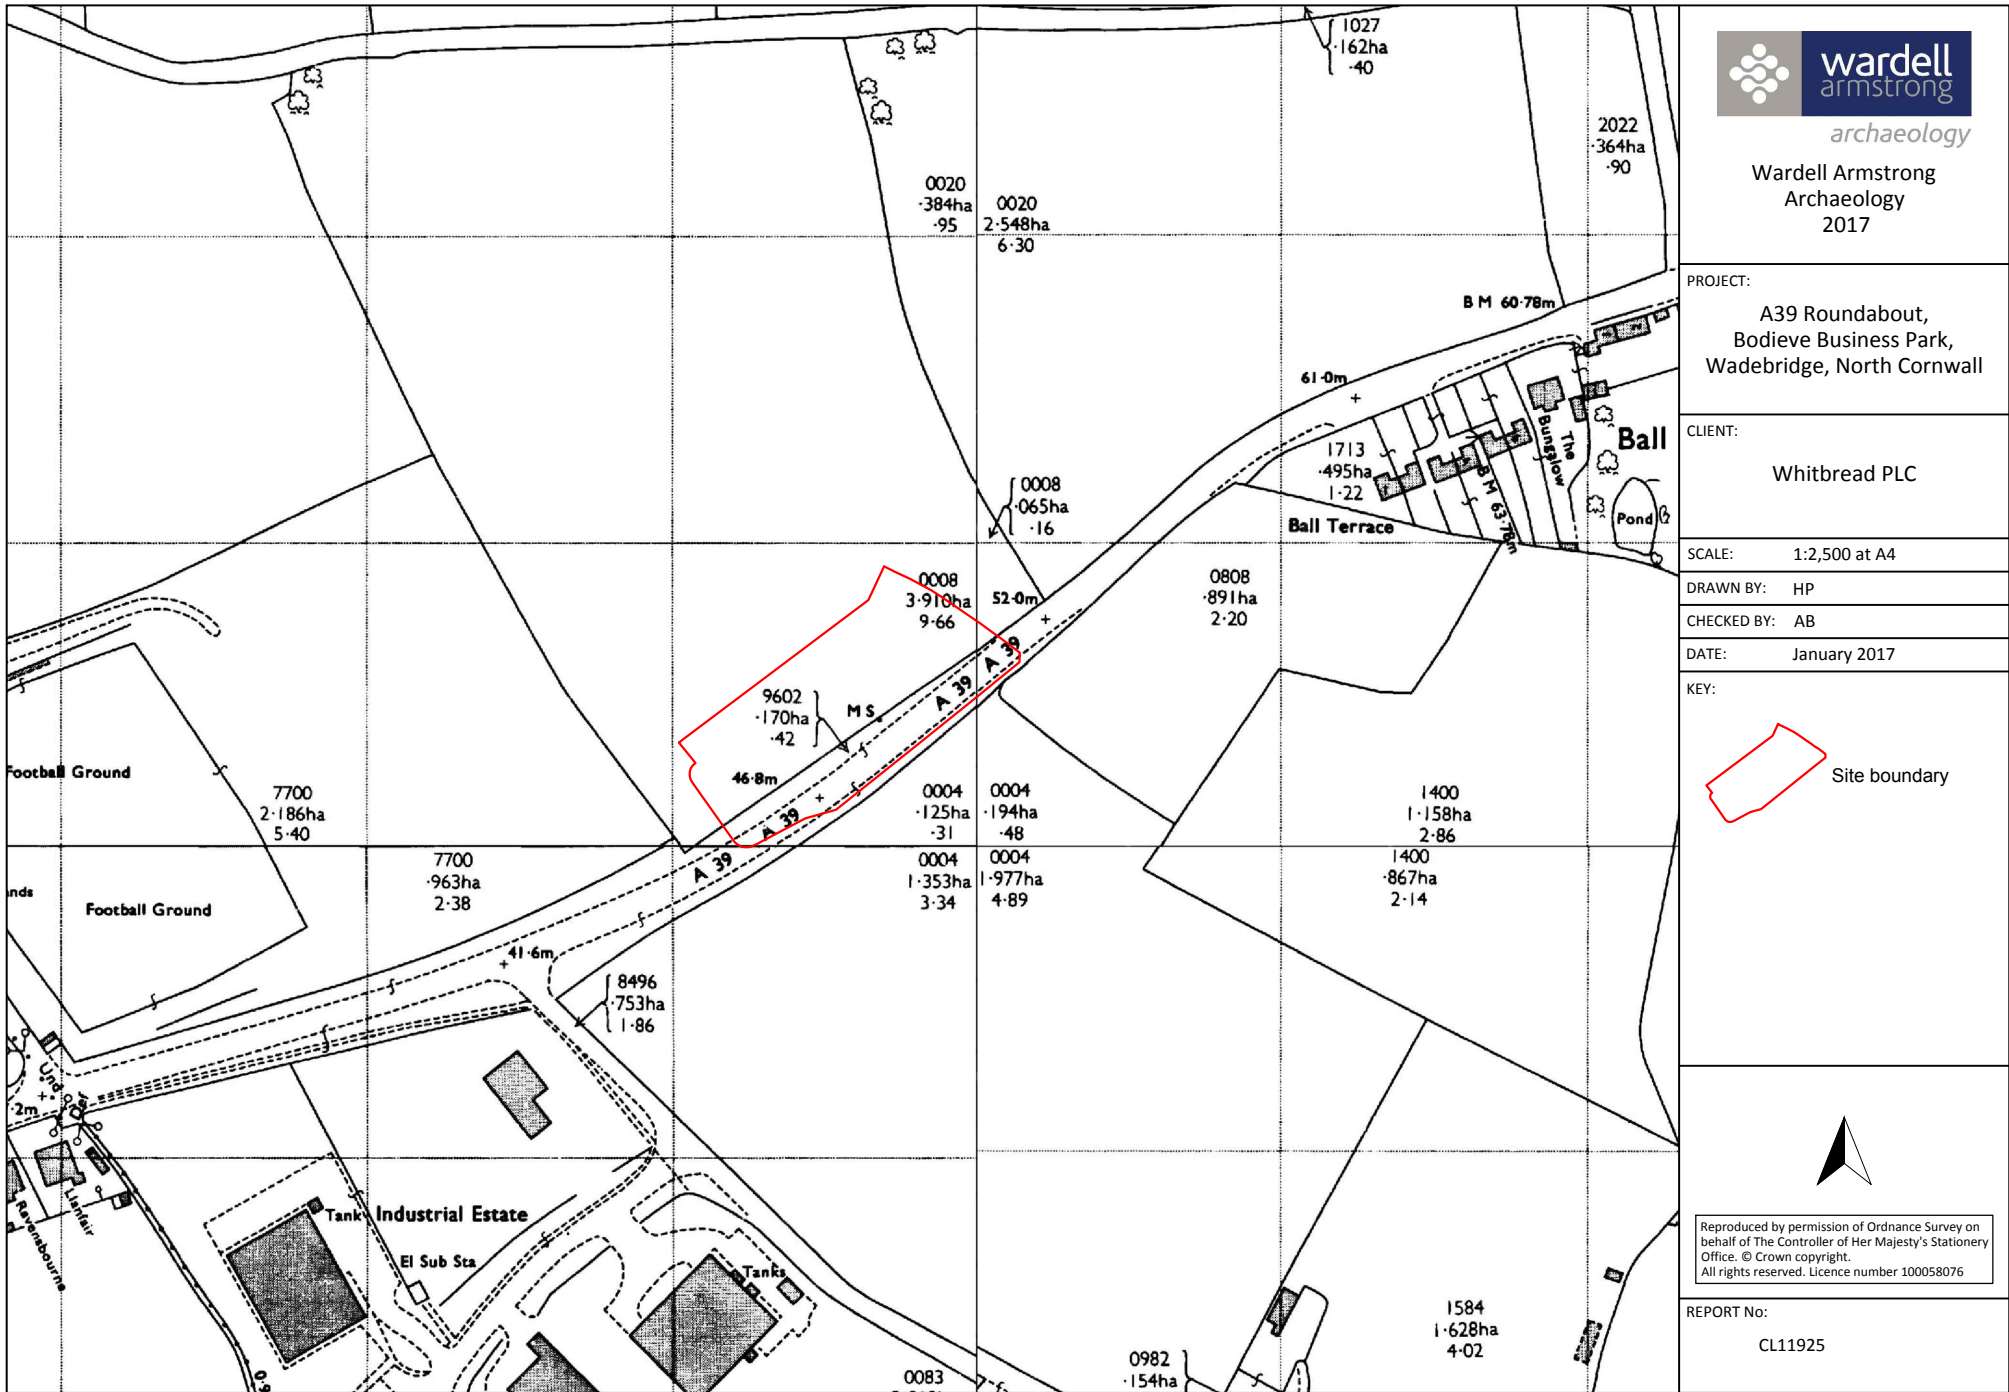 1027
·162ha
·40
2022
·364ha
·90
0020
·384ha
·95
0020
2·548ha
6·30
B M 60·78m
61·0m
The Bungalow
Ball
1713
·495ha
1·22
B M 63·78m
Pond
Ball Terrace
0008
·065ha
·16
0008
3·910ha
9·66
52·0m
0808
·891ha
2·20
A 39
A 39
9602
·170ha
·42
M S
46·8m
A 39
A 39
Football Ground
7700
2·186ha
5·40
0004
·125ha
·31
0004
·194ha
·48
1400
1·158ha
2·86
7700
·963ha
2·38
0004
1·353ha
3·34
0004
1·977ha
4·89
1400
·867ha
2·14
nds
Football Ground
41·6m
8496
·753ha
1·86
Und
Def
·2m
Llanfair
Ravensbourne
Tank
Industrial Estate
El Sub Sta
Tanks
1584
1·628ha
4·02
0982
·154ha
0083
wardell
armstrong
archaeology
Wardell Armstrong
Archaeology
2017
PROJECT:
A39 Roundabout,
Bodieve Business Park,
Wadebridge, North Cornwall
CLIENT:
Whitbread PLC
SCALE: 1:2,500 at A4
DRAWN BY: HP
CHECKED BY: AB
DATE: January 2017
KEY:
Site boundary
Reproduced by permission of Ordnance Survey on
behalf of The Controller of Her Majesty's Stationery
Office. © Crown copyright.
All rights reserved. Licence number 100058076
REPORT No:
CL11925